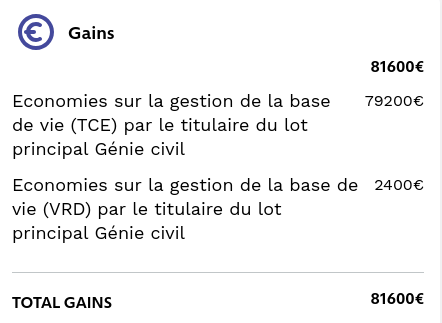 Gains
81600€
Economies sur la gestion de la base 79200€
de vie (TCE) par le titulaire du lot
principal Génie civil
Economies sur la gestion de la base de 2400€
vie (VRD) par le titulaire du lot
principal Génie civil
TOTAL GAINS 81600€